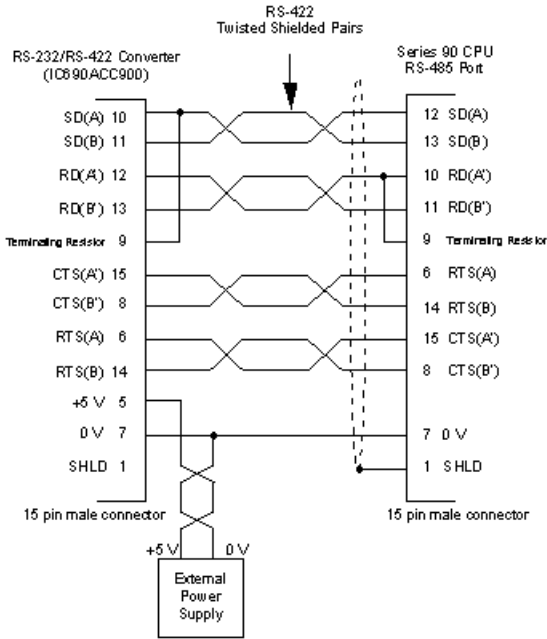 RS-422
Twisted Shielded Pairs
RS-232/RS-422 Converter
(IC690ACC900)
Series 90 CPU
RS-485 Port
SD(A) 10
12 SD(A)
SD(B) 11
13 SD(B)
RD(A') 12
10 RD(A')
RD(B') 13
11 RD(B')
Terminating Resistor 9
9 Terminating Resistor
CTS(A') 15
6 RTS(A)
CTS(B') 8
14 RTS(B)
RTS(A) 6
15 CTS(A')
RTS(B) 14
8 CTS(B')
+5 V 5
0 V 7
7 0 V
SHLD 1
1 SHLD
15 pin male connector
15 pin male connector
+5 V
0 V
External
Power
Supply